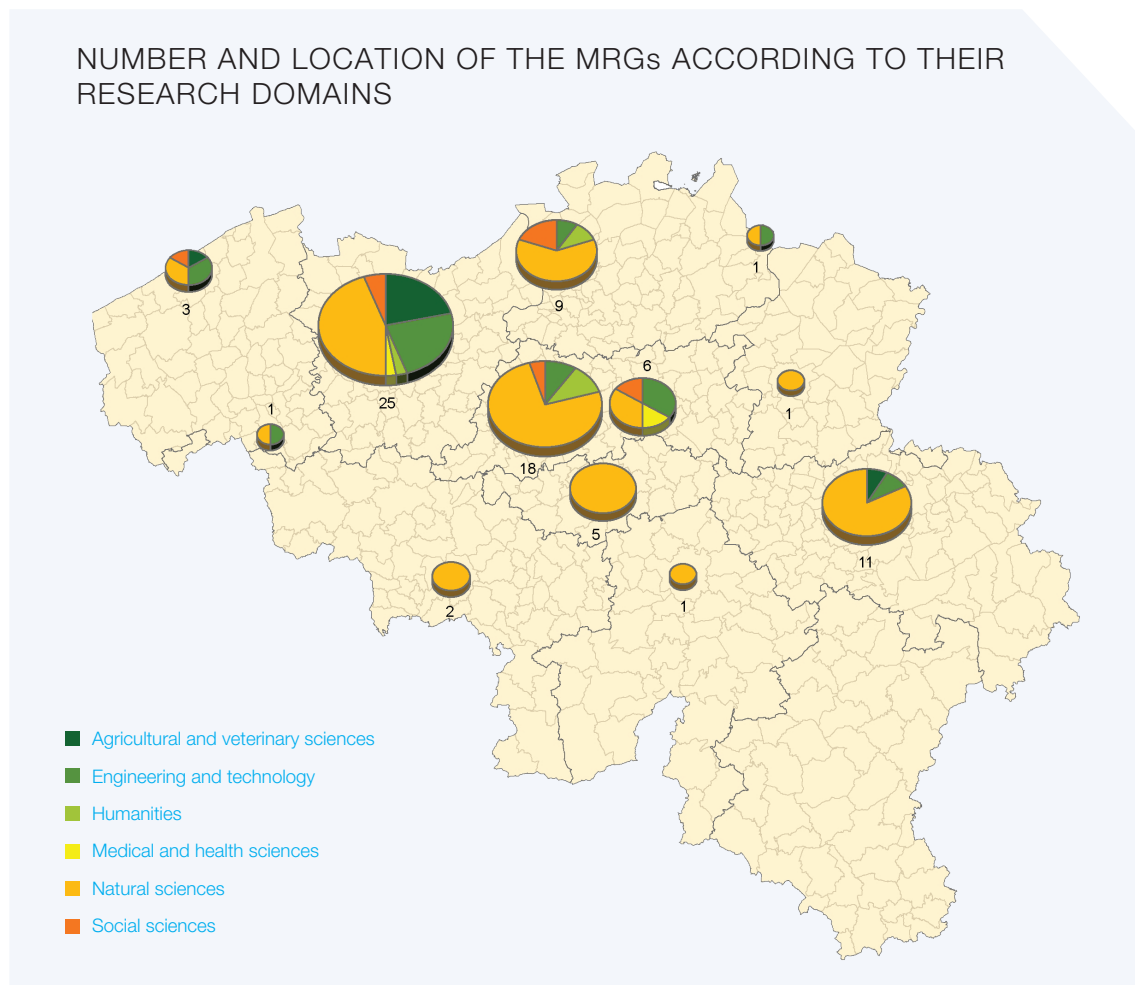 NUMBER AND LOCATION OF THE MRGs ACCORDING TO THEIR
RESEARCH DOMAINS
3
25
1
9
1
6
18
1
5
11
2
1
Agricultural and veterinary sciences
Engineering and technology
Humanities
Medical and health sciences
Natural sciences
Social sciences